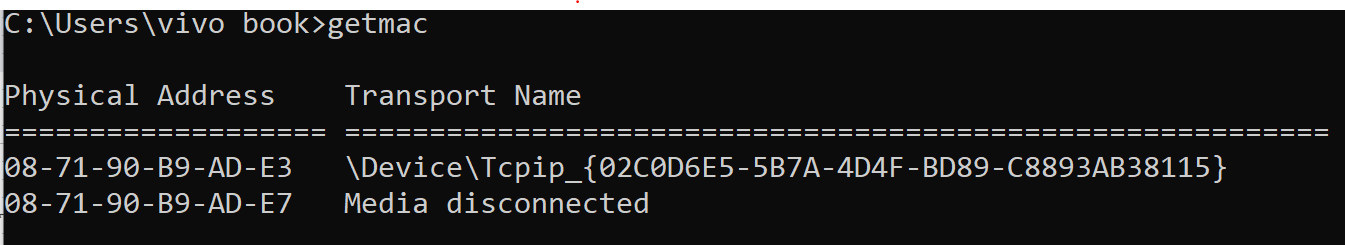 C:\Users\vivo book>getmac
Physical Address    Transport Name
=================== ==========================================================
08-71-90-B9-AD-E3   \Device\Tcpip_{02C0D6E5-5B7A-4D4F-BD89-C8893AB38115}
08-71-90-B9-AD-E7   Media disconnected